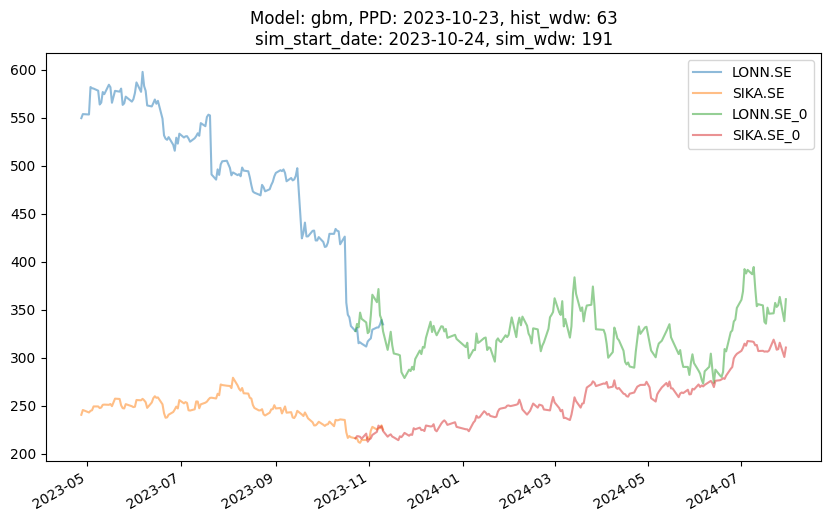 Model: gbm, PPD: 2023-10-23, hist_wdw: 63
sim_start_date: 2023-10-24, sim_wdw: 191
LONN.SE
SIKA.SE
LONN.SE_0
SIKA.SE_0
600
550
500
450
400
350
300
250
200
2023-05
2023-07
2023-09
2023-11
2024-01
2024-03
2024-05
2024-07